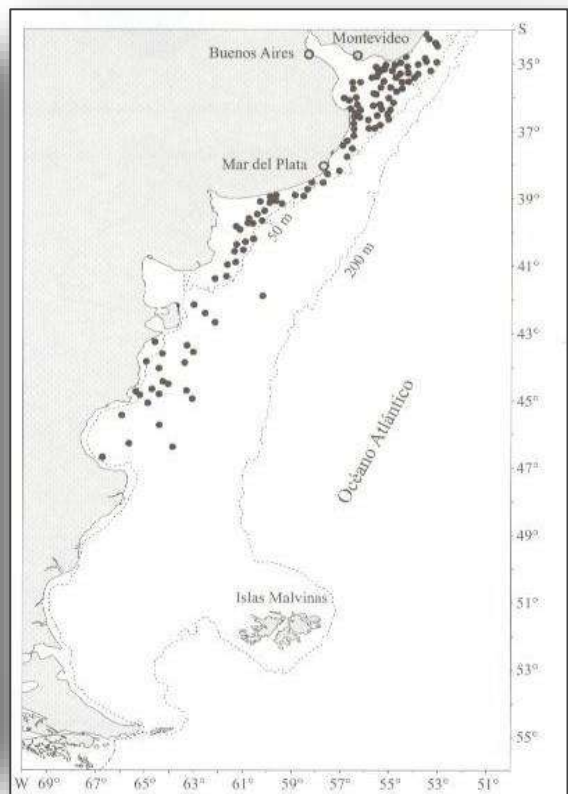 S
Montevideo
Buenos Aires
35°
37°
Mar del Plata
39°
50 m
200 m
41°
43°
45°
Océano Atlántico
47°
49°
Islas Malvinas
51°
53°
55°
W 69° 67° 65° 63° 61° 59° 57° 55° 53° 51°